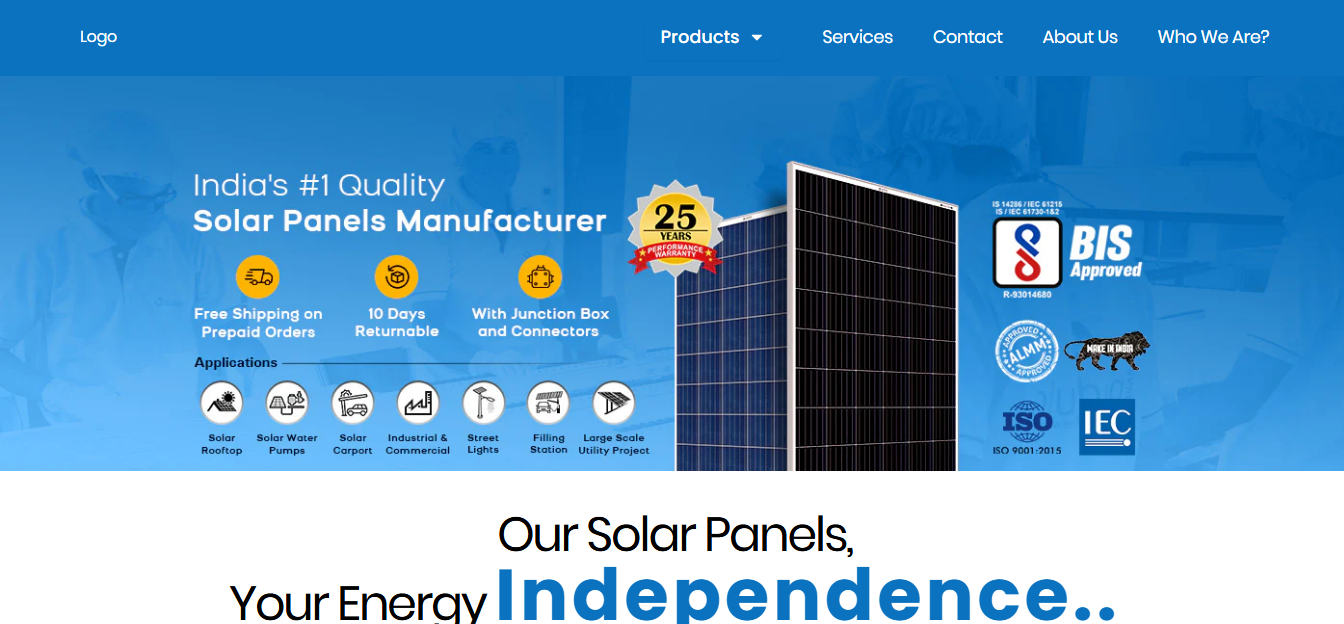 Logo
Products
Services
Contact
About Us
Who We Are?
India's #1 Quality
Solar Panels Manufacturer
Free Shipping on
Prepaid Orders
10 Days
Returnable
With Junction Box
and Connectors
Applications
Solar
Rooftop
Solar Water
Pumps
Solar
Carport
Industrial &
Commercial
Street
Lights
Filling
Station
Large Scale
Utility Project
25
YEARS
PERFORMANCE
WARRANTY
IS 14286 / IEC 61215
IS / IEC 61730-1&2
BIS
Approved
R-93014680
APPROVED
ALMM
APPROVED
MAKE IN INDIA
ISO
ISO 9001:2015
IEC
Our Solar Panels,
Your Energy Independence..